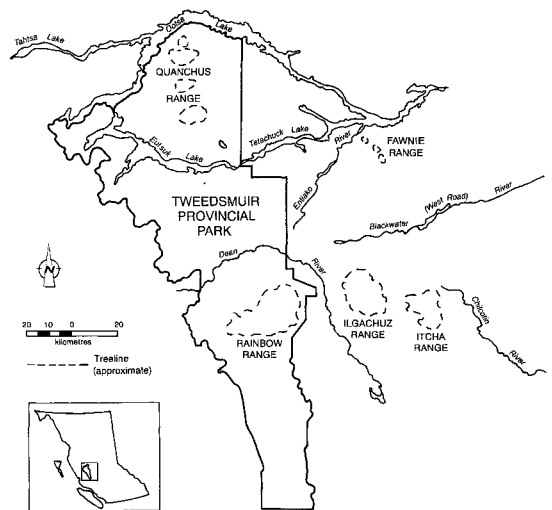 Tahtsa Lake
Ootsa Lake
QUANCHUS
RANGE
Eutsuk Lake
Tetachuck Lake
Entiako River
FAWNIE
RANGE
TWEEDSMUIR
PROVINCIAL
PARK
Blackwater (West Road) River
Dean River
N
20 10 0 20
kilometres
Treeline
(approximate)
RAINBOW
RANGE
ILGACHUZ
RANGE
ITCHA
RANGE
Chilcotin River